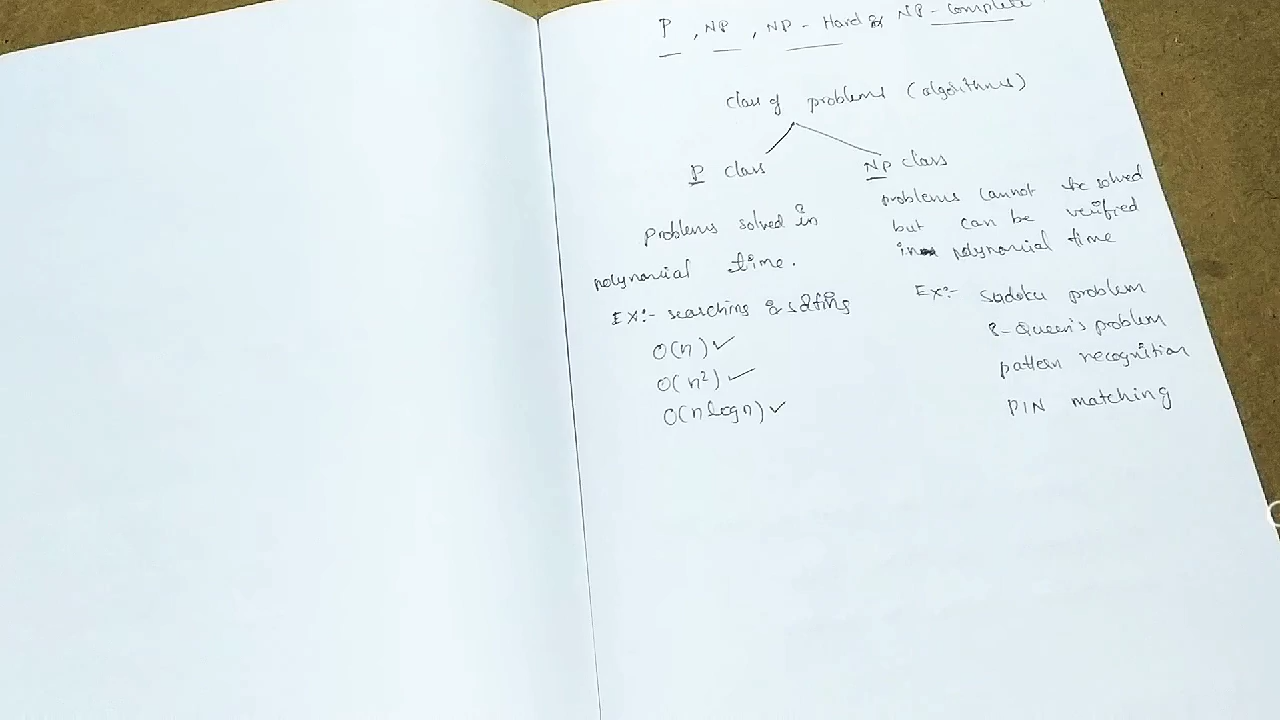 P , NP , NP - Hard & NP - Complete
Class of problems (algorithms)
P class
NP class
problems solved in
polynomial time.
Ex:- searching & sorting
O(n) ✓
O(n²) ✓
O(n log n) ✓
problems cannot be solved
but can be verified
in polynomial time
Ex:- Sudoku problem
8-Queen's problem
pattern recognition
PIN matching